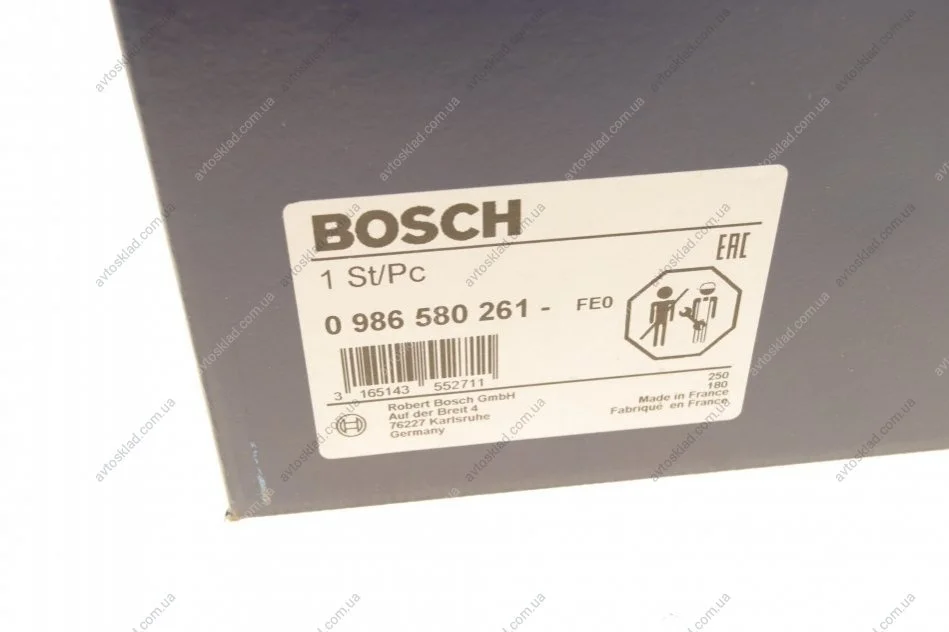 BOSCH
EAC
1 St/Pc
0 986 580 261 - FE0
3 165143 552711
250
180
Robert Bosch GmbH
Auf der Breit 4
76227 Karlsruhe
Germany
Made in France
Fabriqué en France
avtosklad.com.ua